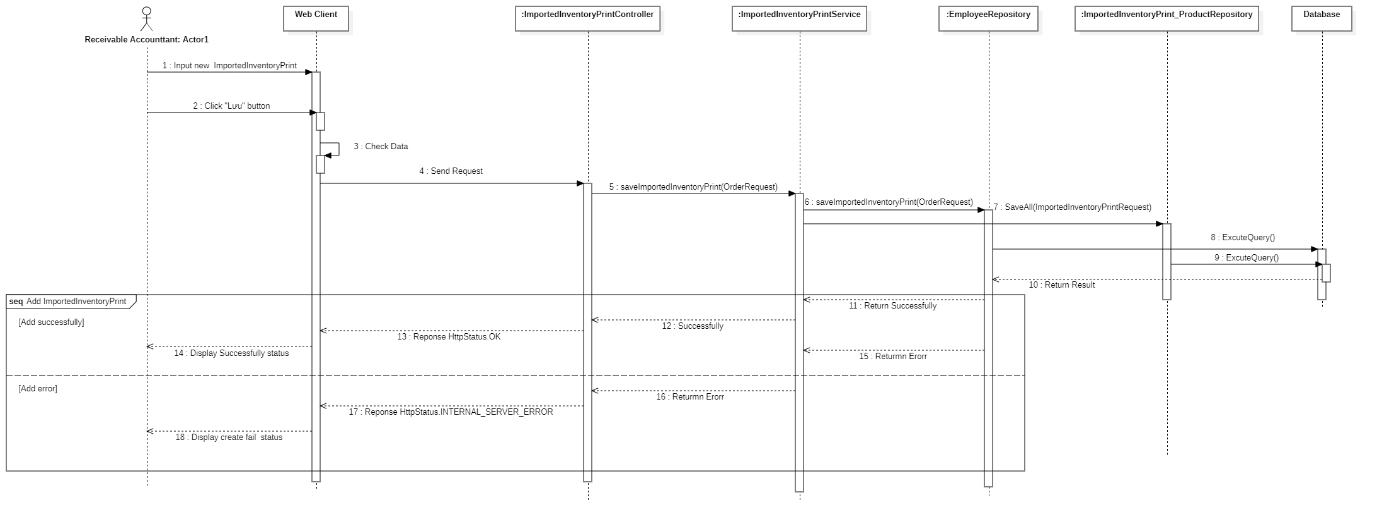 Web Client
:ImportedInventoryPrintController
:ImportedInventoryPrintService
:EmployeeRepository
:ImportedInventoryPrint_ProductRepository
Database
Receivable Accounttant: Actor1
1 : Input new  ImportedInventoryPrint
2 : Click "Lưu" button
3 : Check Data
4 : Send Request
5 : saveImportedInventoryPrint(OrderRequest)
6 : saveImportedInventoryPrint(OrderRequest)
7 : SaveAll(ImportedInventoryPrintRequest)
8 : ExcuteQuery()
9 : ExcuteQuery()
10 : Return Result
seq Add ImportedInventoryPrint
11 : Return Successfully
[Add successfully]
12 : Successfully
13 : Reponse HttpStatus.OK
14 : Display Successfully status
15 : Returmn Erorr
[Add error]
16 : Returmn Erorr
17 : Reponse HttpStatus.INTERNAL_SERVER_ERROR
18 : Display create fail  status